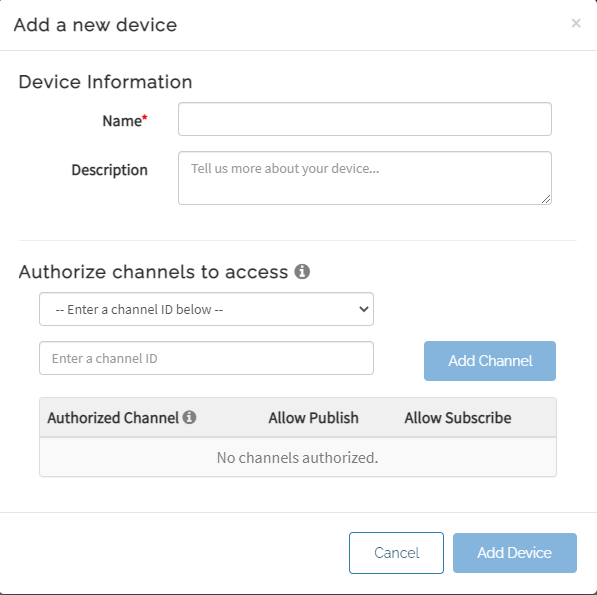 Add a new device ×
Device Information
Name*
Description Tell us more about your device...
Authorize channels to access
-- Enter a channel ID below --
Enter a channel ID Add Channel
Authorized Channel Allow Publish Allow Subscribe
No channels authorized.
Cancel Add Device